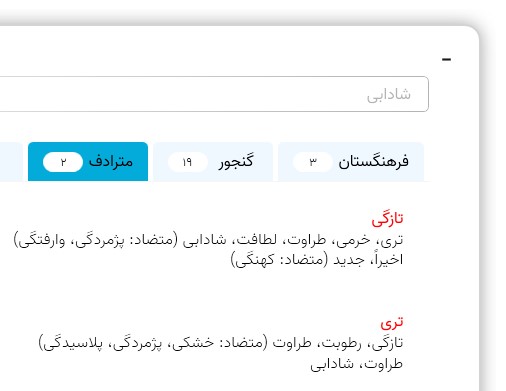 شادابی
فرهنگستان ۳ گنجور ۱۹ مترادف ۲
تازگی
تری، خرمی، طراوت، لطافت، شادابی (متضاد: پژمردگی، وارفتگی)
اخیراً، جدید (متضاد: کهنگی)
تری
تازگی، رطوبت، طراوت (متضاد: خشکی، پژمردگی، پلاسیدگی)
طراوت، شادابی